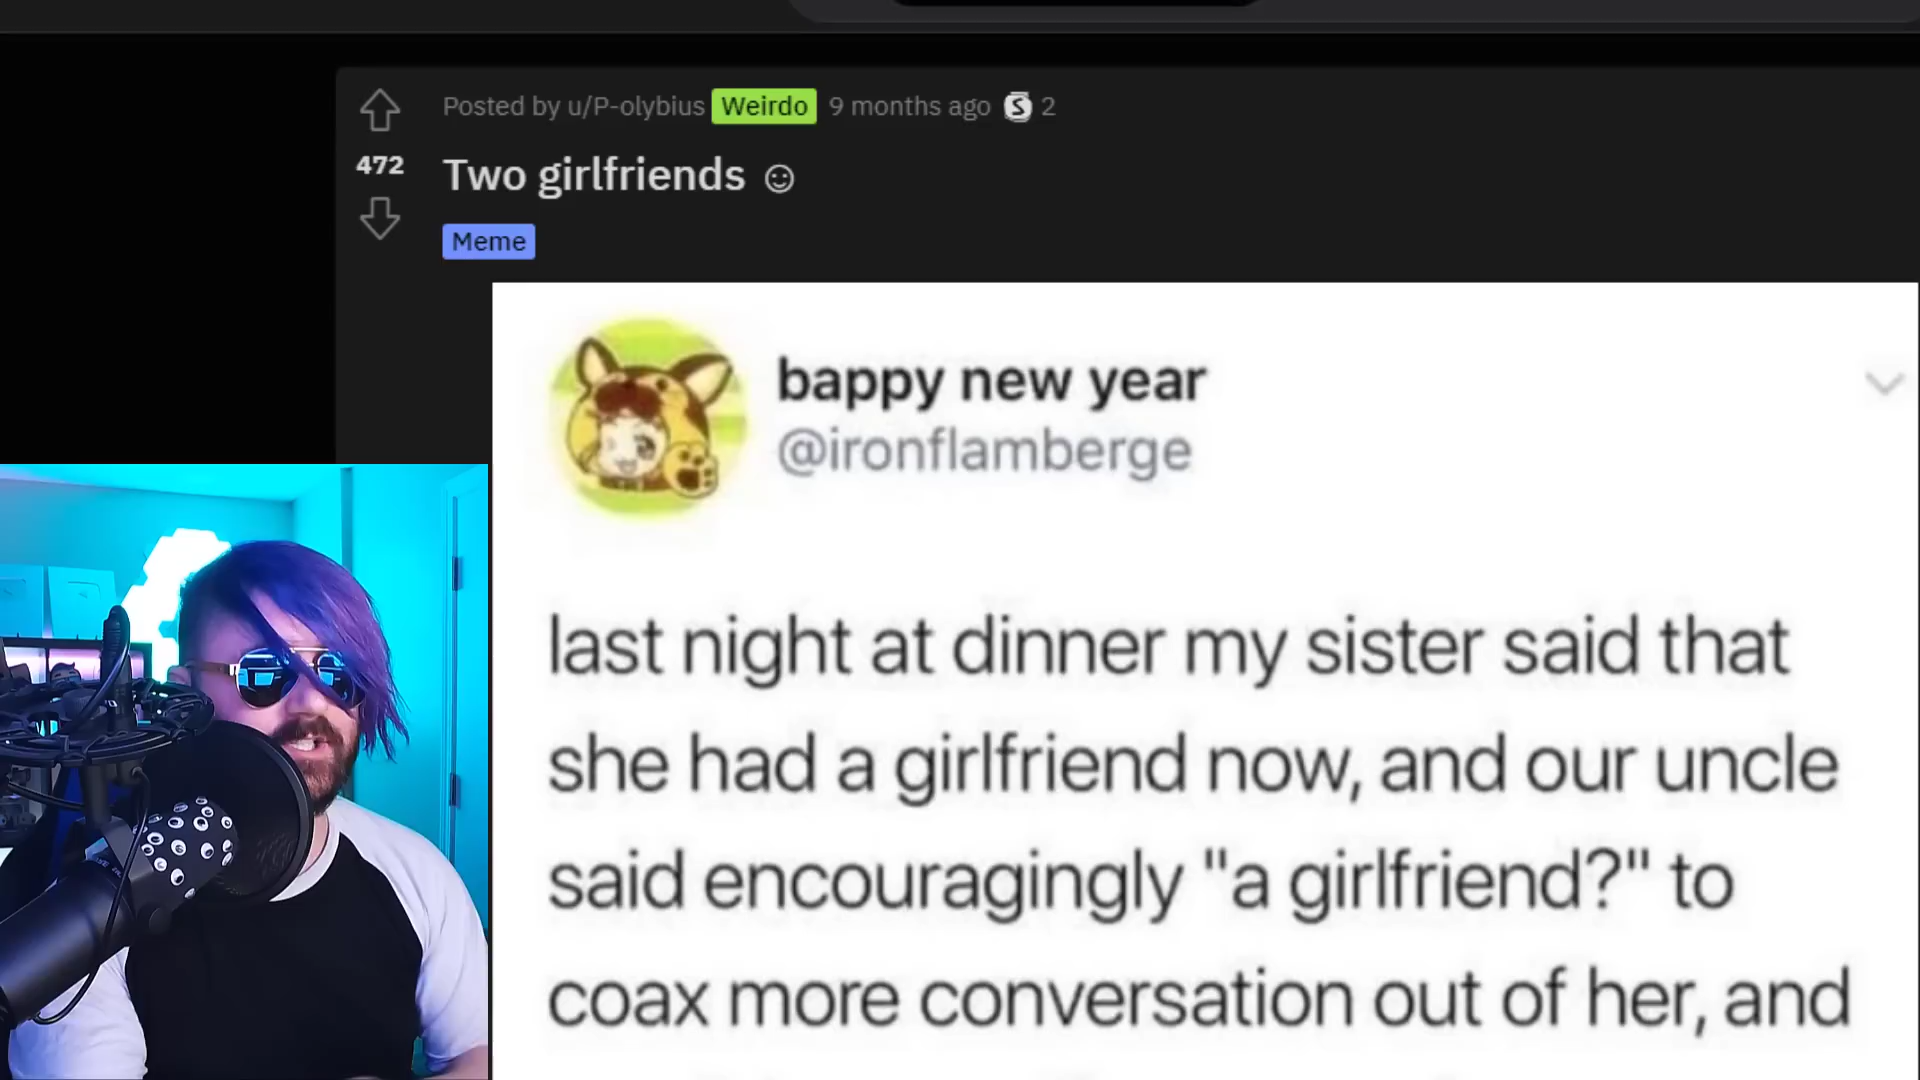 Posted by u/P-olybius Weirdo 9 months ago S 2
472
Two girlfriends ☺
Meme
bappy new year
@ironflamberge
last night at dinner my sister said that
she had a girlfriend now, and our uncle
said encouragingly "a girlfriend?" to
coax more conversation out of her, and